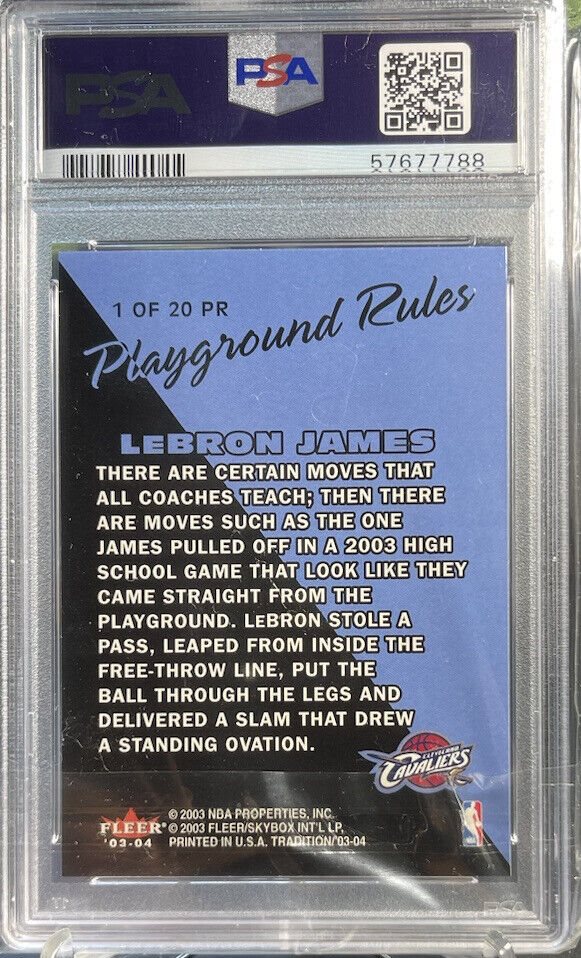 PSA
PSA
57677788
1 OF 20 PR
Playground Rules
LEBRON JAMES
THERE ARE CERTAIN MOVES THAT
ALL COACHES TEACH; THEN THERE
ARE MOVES SUCH AS THE ONE
JAMES PULLED OFF IN A 2003 HIGH
SCHOOL GAME THAT LOOK LIKE THEY
CAME STRAIGHT FROM THE
PLAYGROUND. LEBRON STOLE A
PASS, LEAPED FROM INSIDE THE
FREE-THROW LINE, PUT THE
BALL THROUGH THE LEGS AND
DELIVERED A SLAM THAT DREW
A STANDING OVATION.
CLEVELAND
CAVALIERS
FLEER®
'03-04
© 2003 NBA PROPERTIES, INC.
© 2003 FLEER/SKYBOX INT'L LP,
PRINTED IN U.S.A. TRADITION/'03-04
PSA